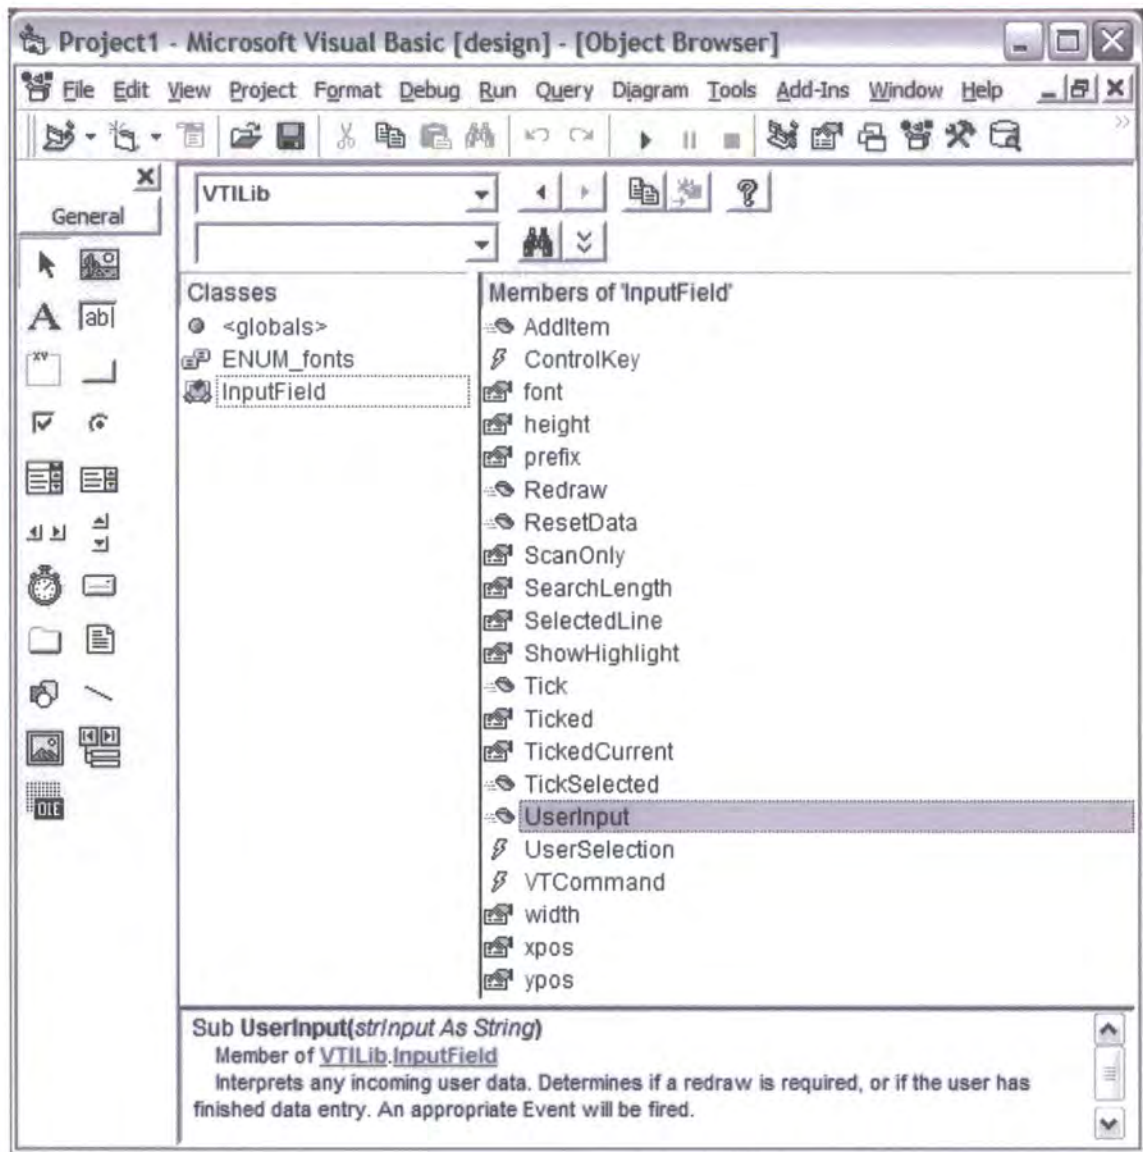 Project1 - Microsoft Visual Basic [design] - [Object Browser]
File Edit View Project Format Debug Run Query Diagram Tools Add-Ins Window Help
General
VTILib
A ab|
XY
OLE
Classes
<globals>
ENUM_fonts
InputField
Members of 'InputField'
AddItem
ControlKey
font
height
prefix
Redraw
ResetData
ScanOnly
SearchLength
SelectedLine
ShowHighlight
Tick
Ticked
TickedCurrent
TickSelected
UserInput
UserSelection
VTCommand
width
xpos
ypos
Sub UserInput(strInput As String)
Member of VTILib.InputField
Interprets any incoming user data. Determines if a redraw is required, or if the user has
finished data entry. An appropriate Event will be fired.